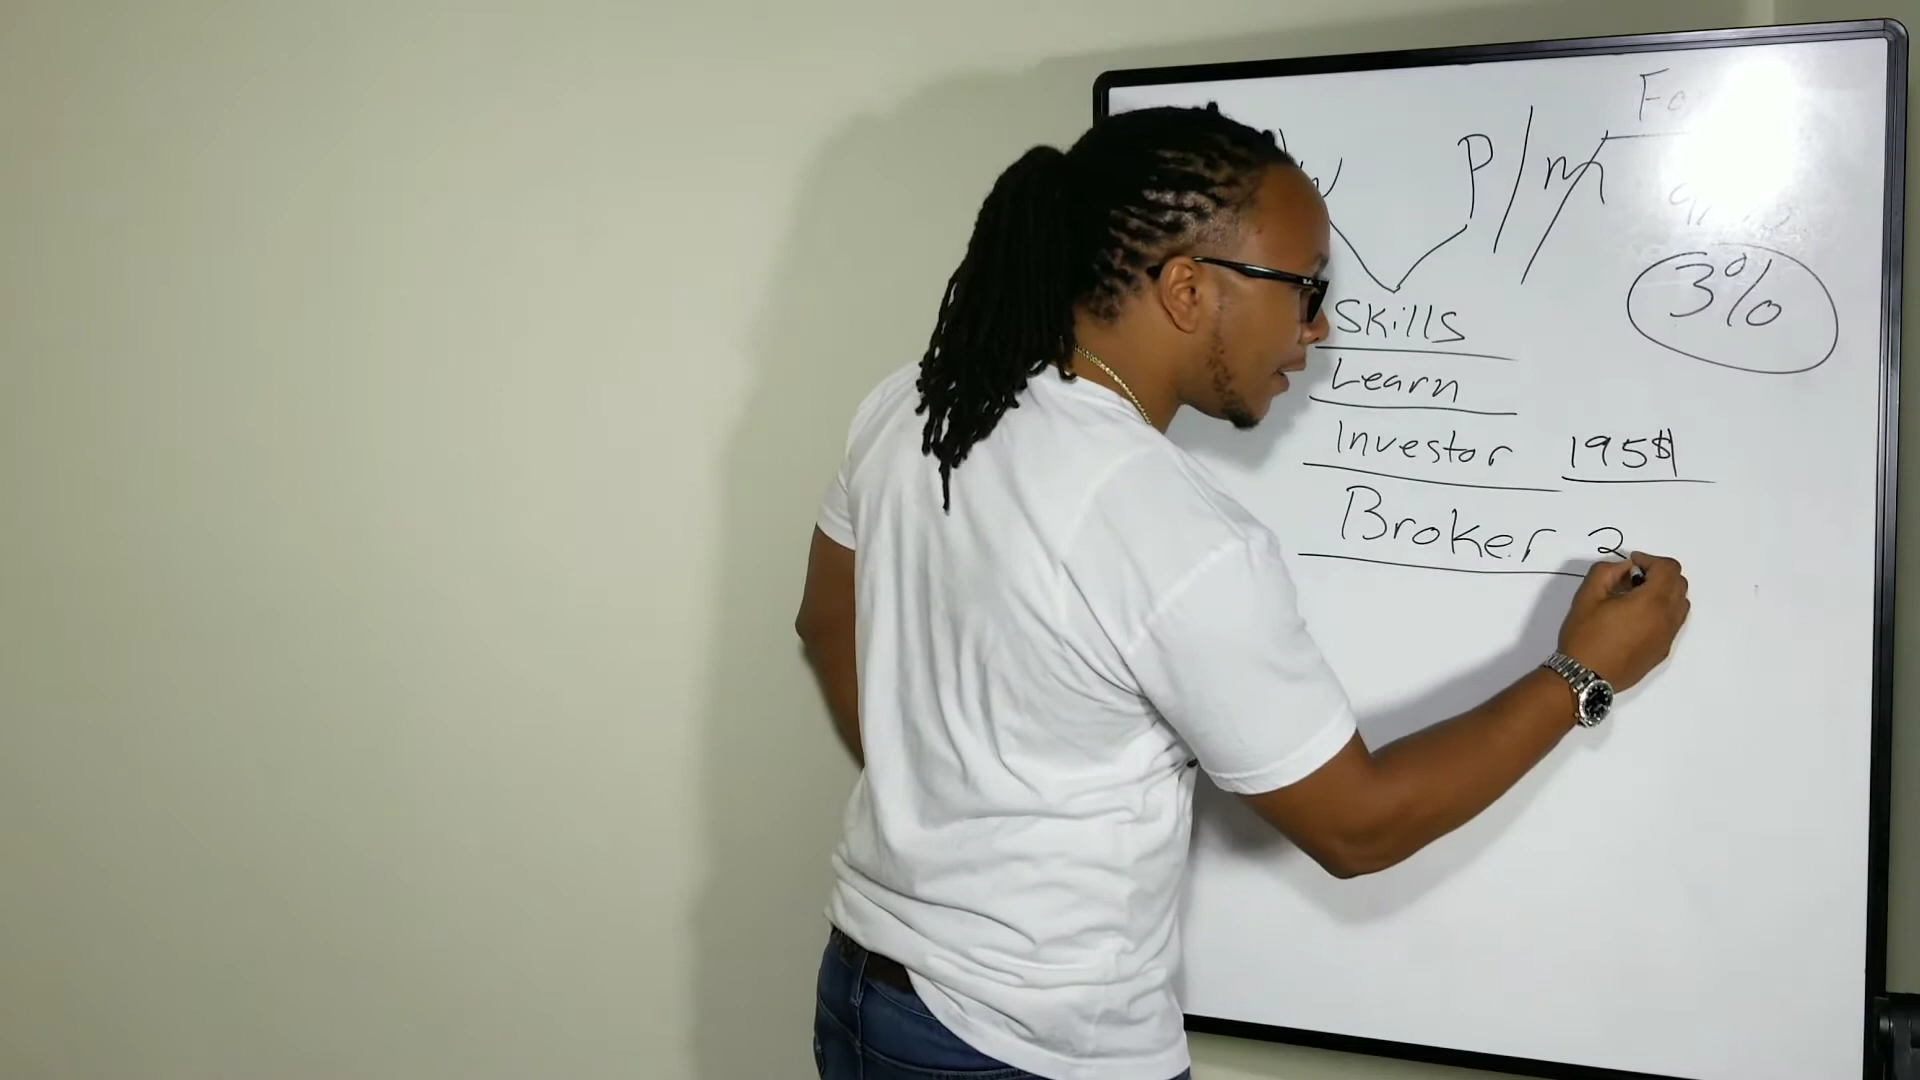 P/m
3%
Skills
Learn
Investor 195$
Broker 2